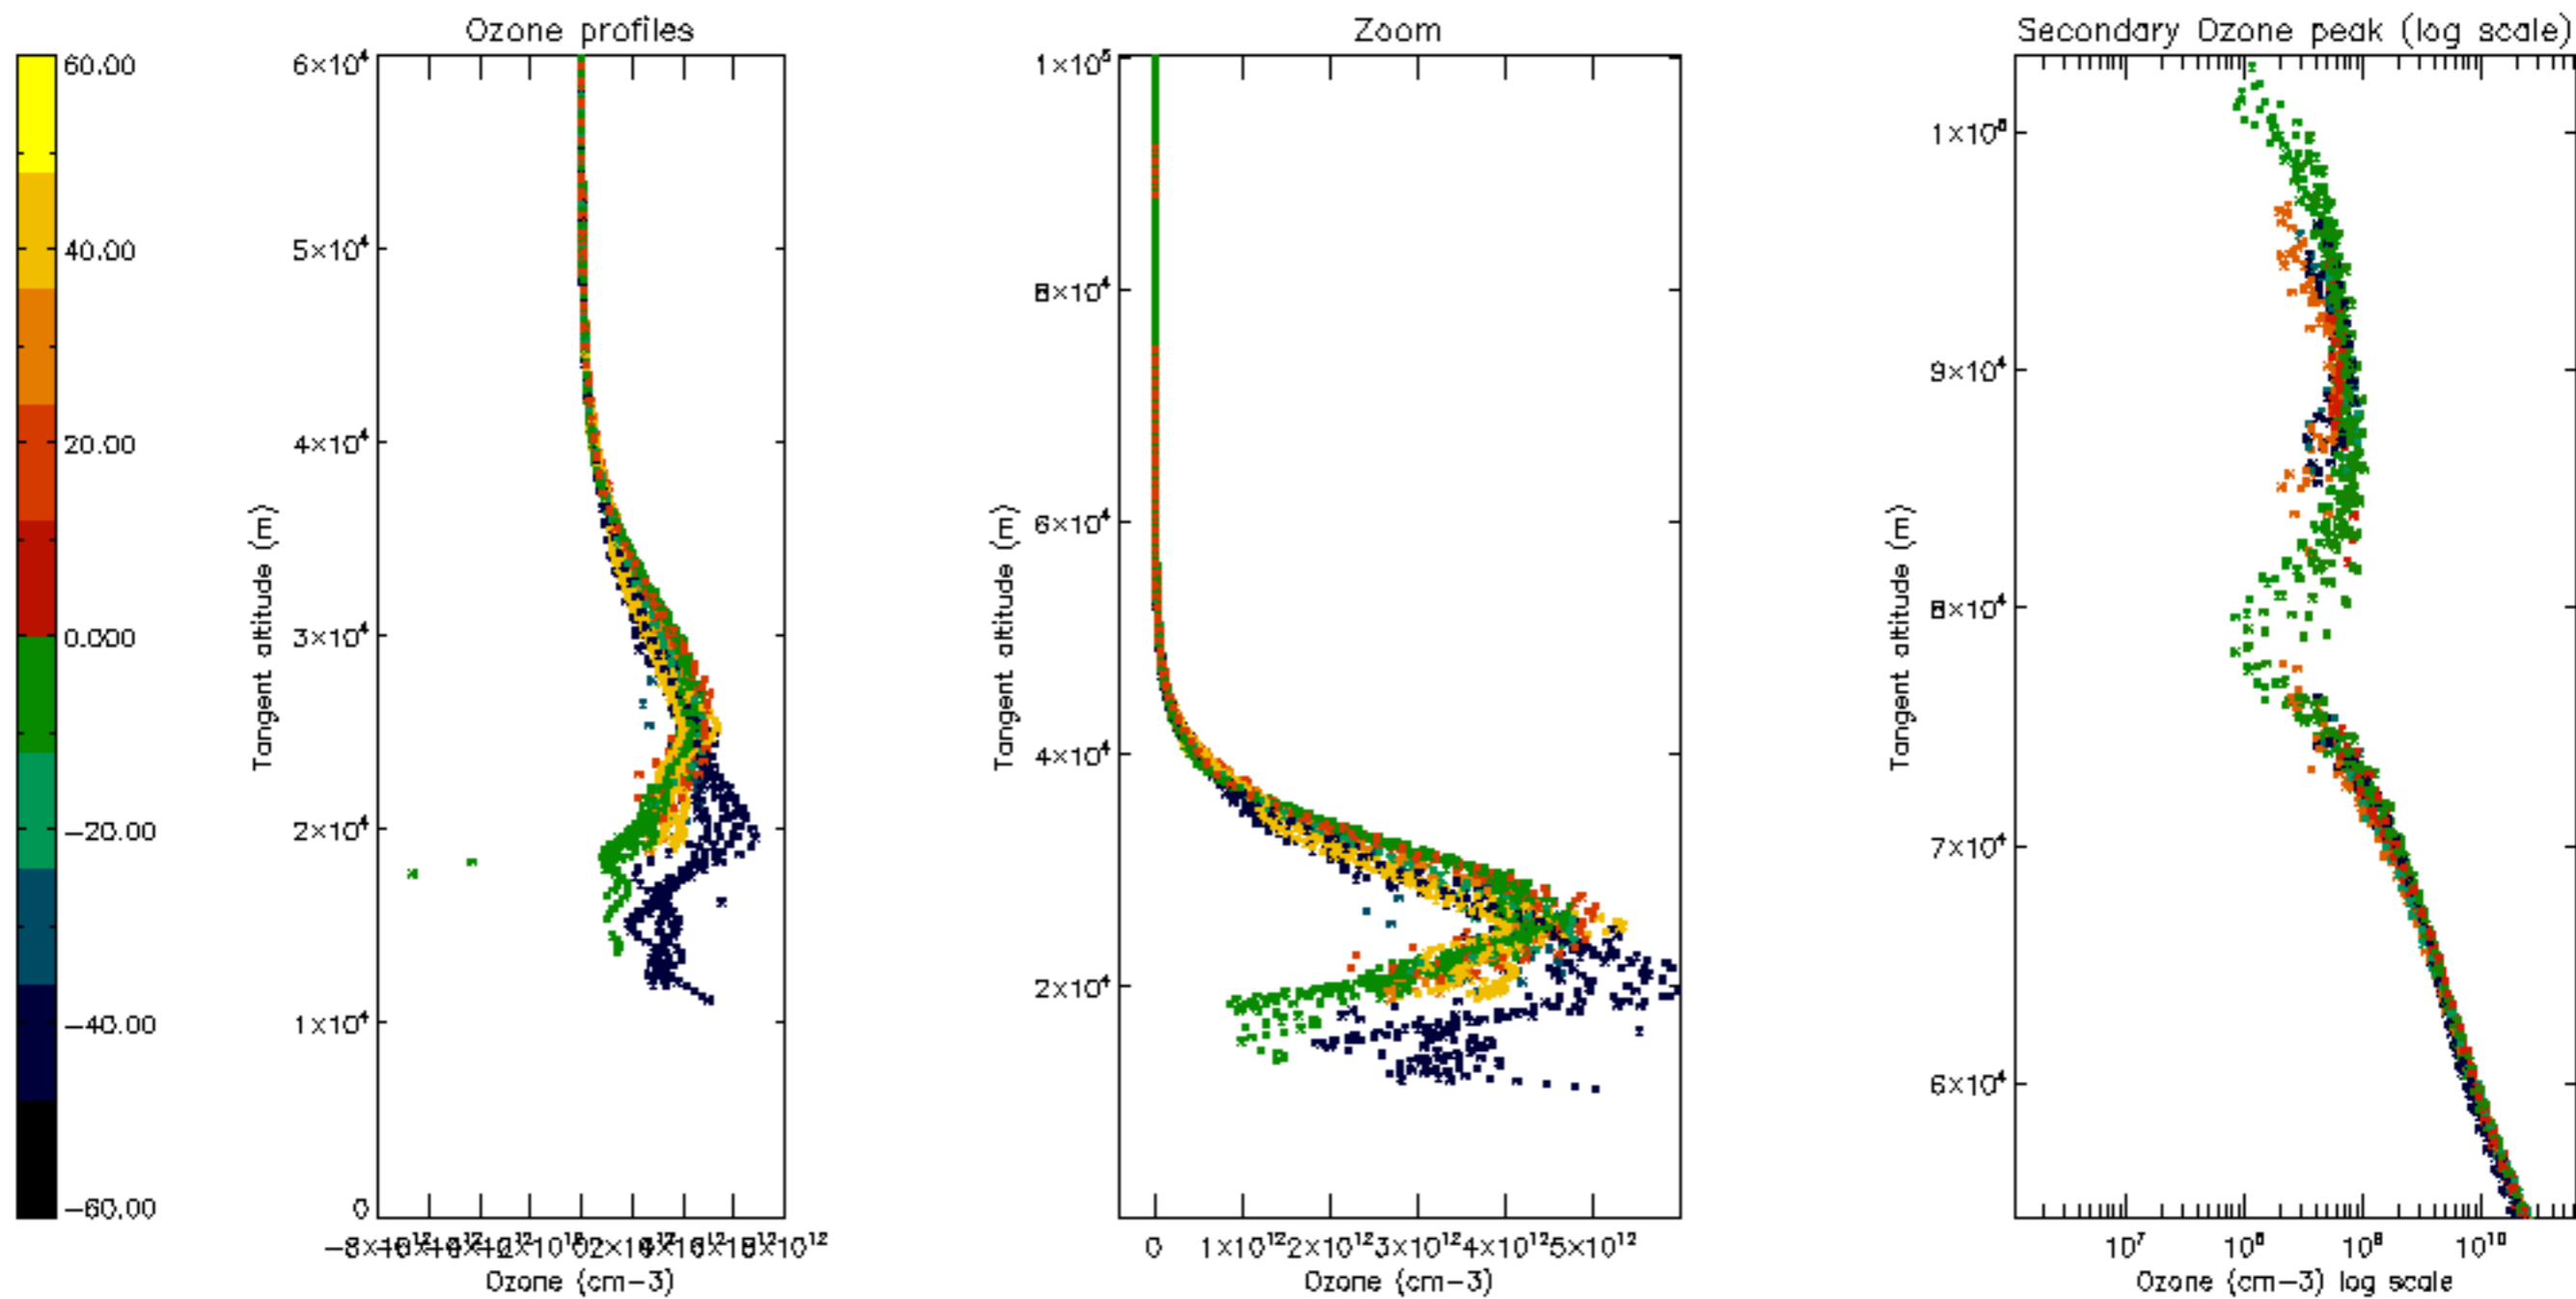 Ozone profiles
Zoom
Secondary Ozone peak (log scale)
60.00
40.00
20.00
0.000
−20.00
−40.00
−60.00
6×10⁴
5×10⁴
4×10⁴
3×10⁴
2×10⁴
1×10⁴
0
Tangent altitude (m)
Ozone (cm−3)
1×10⁵
8×10⁴
6×10⁴
4×10⁴
2×10⁴
Tangent altitude (m)
0 1×10¹² 2×10¹² 3×10¹² 4×10¹² 5×10¹²
Ozone (cm−3)
1×10⁵
9×10⁴
8×10⁴
7×10⁴
6×10⁴
Tangent altitude (m)
10⁷ 10⁸ 10⁹ 10¹⁰
Ozone (cm−3) log scale